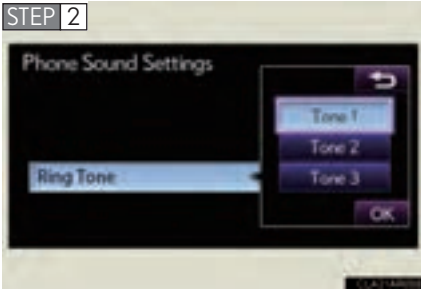 STEP 2
Phone Sound Settings
Tone 1
Tone 2
Ring Tone
Tone 3
OK